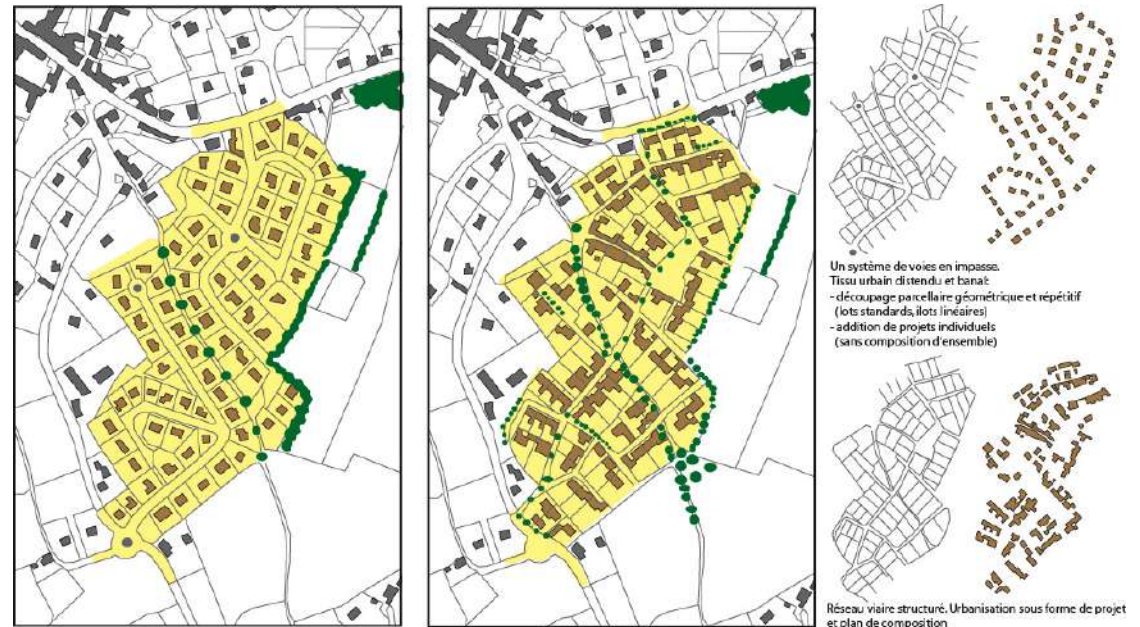 Un système de voies en impasse.
Tissu urbain distendu et banal:
- découpage parcellaire géométrique et répétitif
(lots standards, ilots linéaires)
- addition de projets individuels
(sans composition d'ensemble)
Réseau viaire structuré. Urbanisation sous forme de projet
et plan de composition